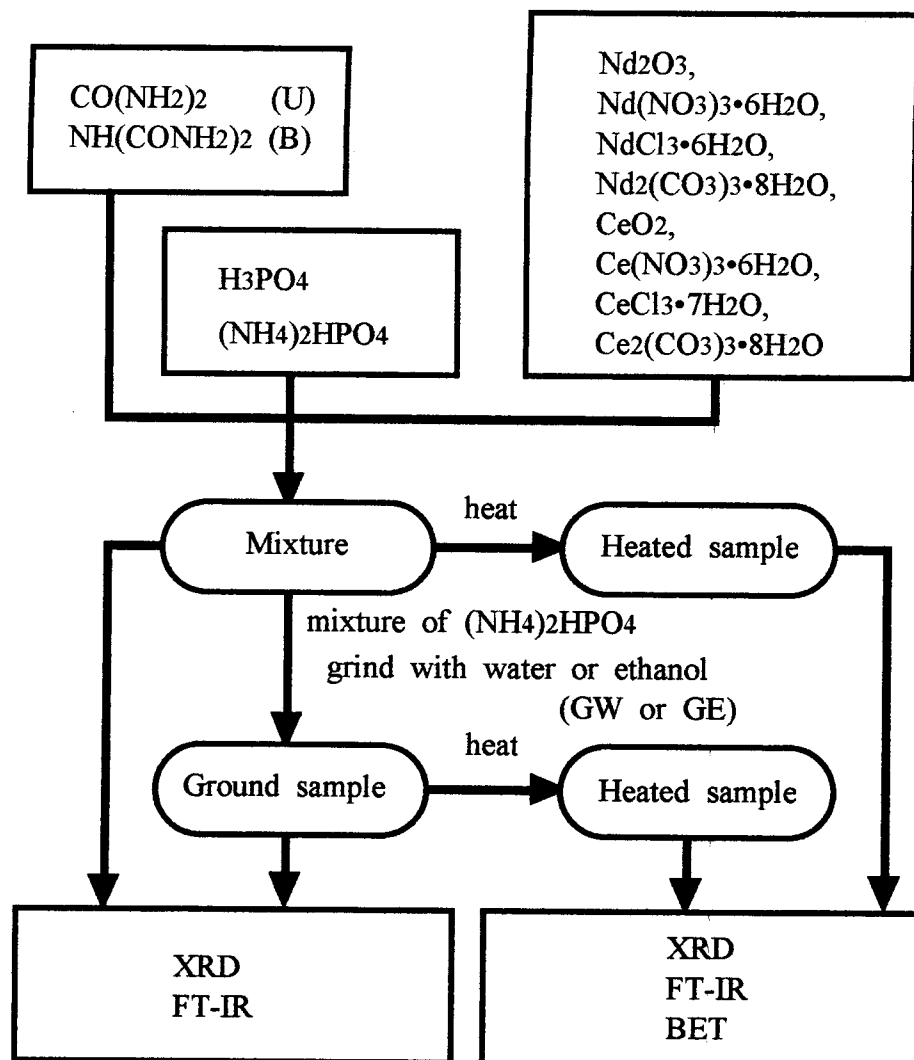 CO(NH2)2 (U)
NH(CONH2)2 (B)
H3PO4
(NH4)2HPO4
Nd2O3,
Nd(NO3)3•6H2O,
NdCl3•6H2O,
Nd2(CO3)3•8H2O,
CeO2,
Ce(NO3)3•6H2O,
CeCl3•7H2O,
Ce2(CO3)3•8H2O
Mixture
heat
Heated sample
mixture of (NH4)2HPO4
grind with water or ethanol
(GW or GE)
Ground sample
heat
Heated sample
XRD
FT-IR
XRD
FT-IR
BET